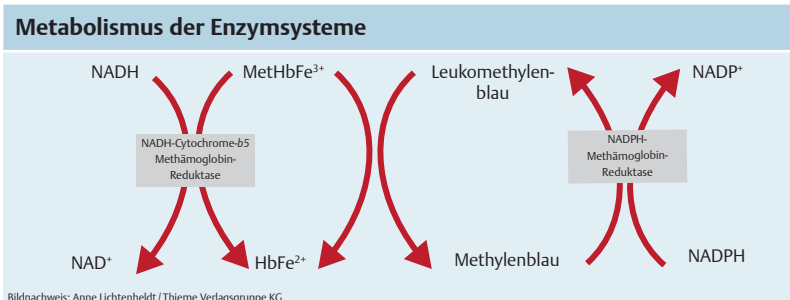 Metabolismus der Enzymsysteme
NADH
MetHbFe³⁺
Leukomethylen-
blau
NADP⁺
NADH-Cytochrome-b5
Methämoglobin-
Reduktase
NADPH-
Methämoglobin-
Reduktase
NAD⁺
HbFe²⁺
Methylenblau
NADPH
Bildnachweis: Anne Lichtenheldt / Thieme Verlagsgruppe KG